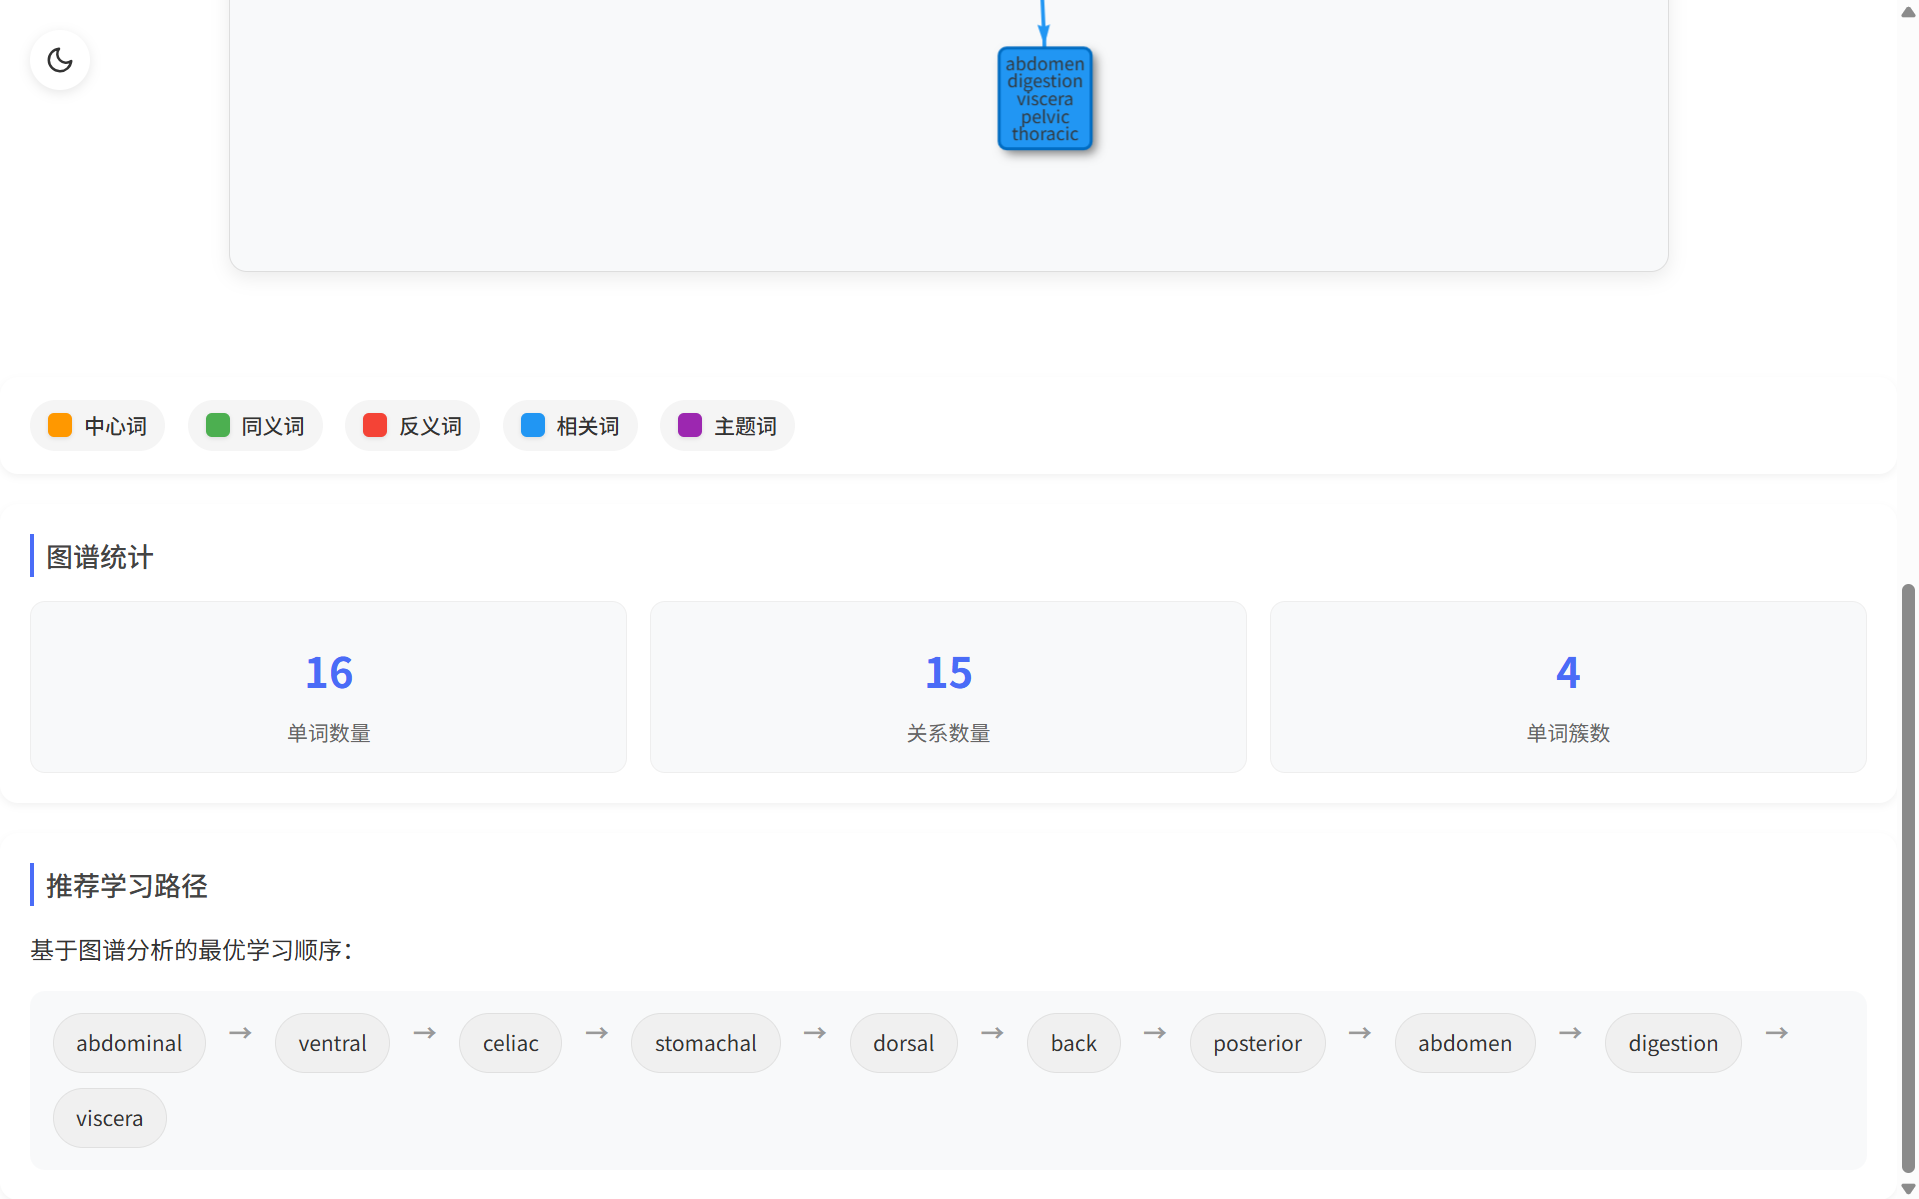 abdomen
digestion
viscera
pelvic
thoracic
中心词
同义词
反义词
相关词
主题词
图谱统计
16
单词数量
15
关系数量
4
单词簇数
推荐学习路径
基于图谱分析的最优学习顺序：
abdominal → ventral → celiac → stomachal → dorsal → back → posterior → abdomen → digestion →
viscera